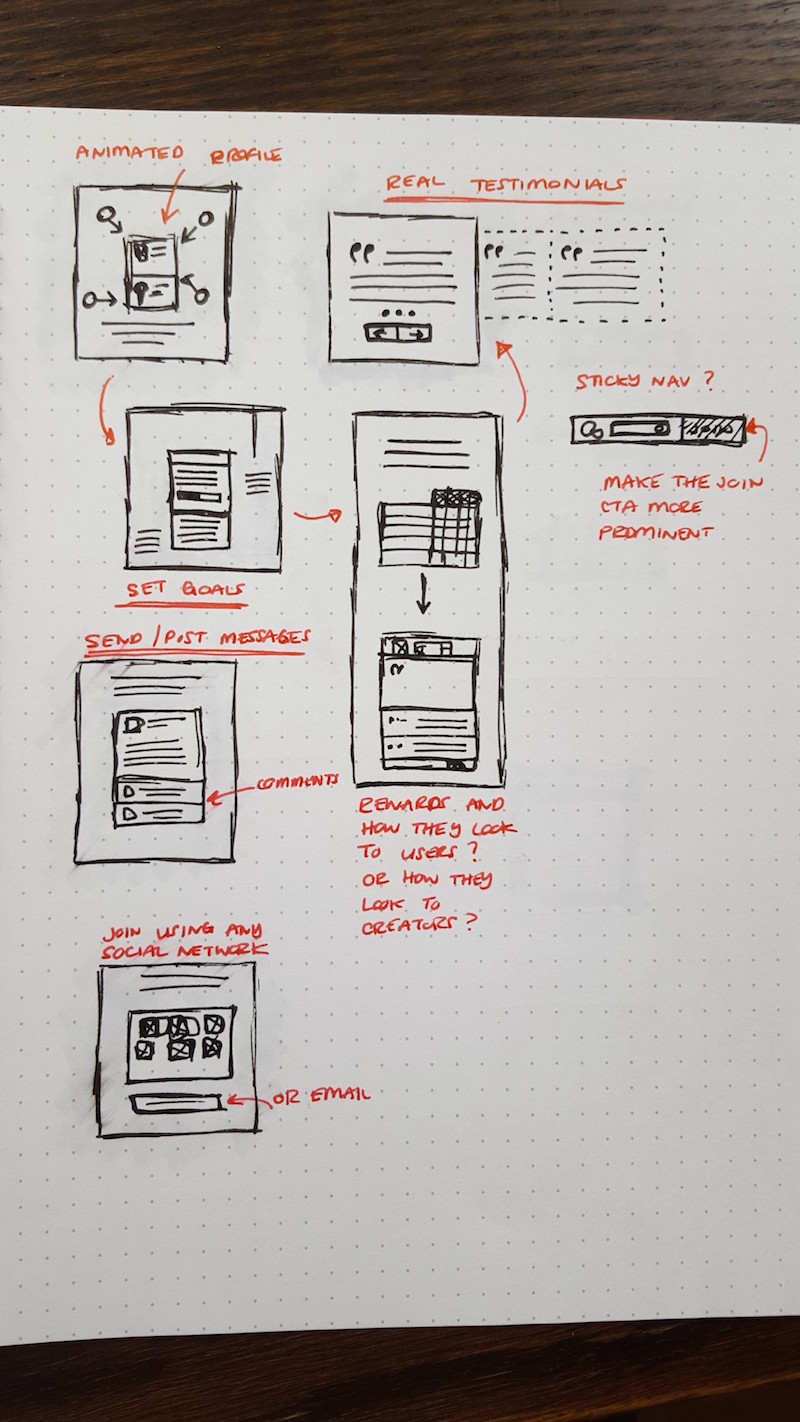 ANIMATED PROFILE
REAL TESTIMONIALS
STICKY NAV?
MAKE THE JOIN
CTA MORE
PROMINENT
SET GOALS
SEND/POST MESSAGES
COMMENTS
REWARDS AND
HOW THEY LOOK
TO USERS?
OR HOW THEY
LOOK TO
CREATORS?
JOIN USING ANY
SOCIAL NETWORK
OR EMAIL